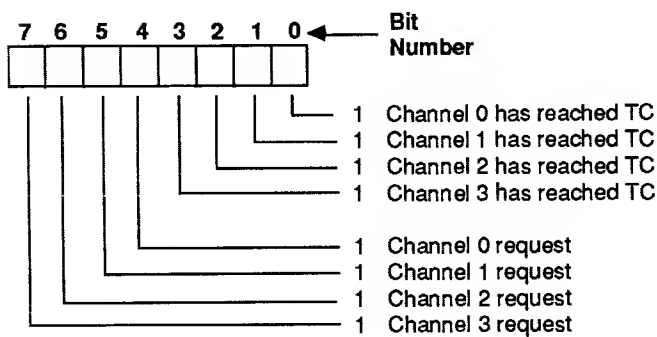 7 6 5 4 3 2 1 0 Bit
Number
1 Channel 0 has reached TC
1 Channel 1 has reached TC
1 Channel 2 has reached TC
1 Channel 3 has reached TC
1 Channel 0 request
1 Channel 1 request
1 Channel 2 request
1 Channel 3 request